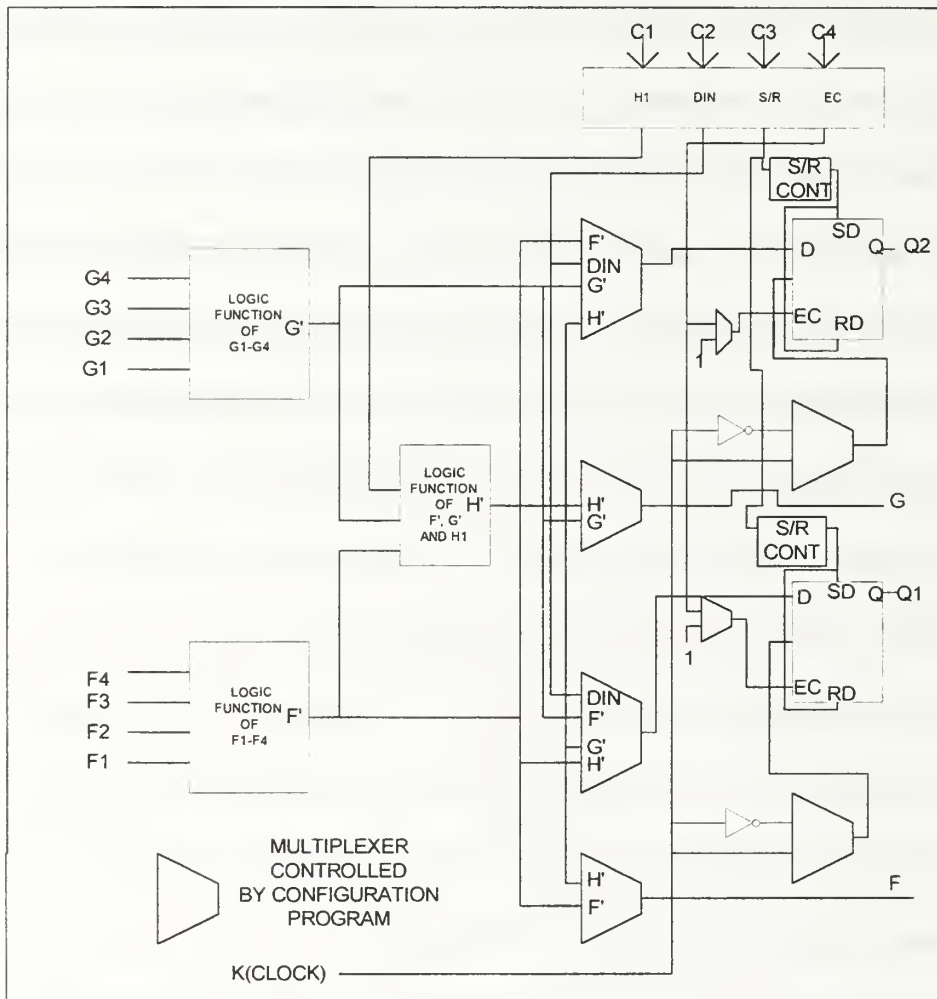 C1 C2 C3 C4
H1 DIN S/R EC
S/R
CONT
SD
D Q Q2
EC RD
1
F'
DIN
G'
H'
G4
G3
G2
G1
LOGIC
FUNCTION
OF
G1-G4
G'
LOGIC
FUNCTION
OF
F', G'
AND H1
H'
H'
G'
G
S/R
CONT
SD
D Q Q1
EC RD
1
F4
F3
F2
F1
LOGIC
FUNCTION
OF
F1-F4
F'
DIN
F'
G'
H'
MULTIPLEXER
CONTROLLED
BY CONFIGURATION
PROGRAM
H'
F'
F
K(CLOCK)